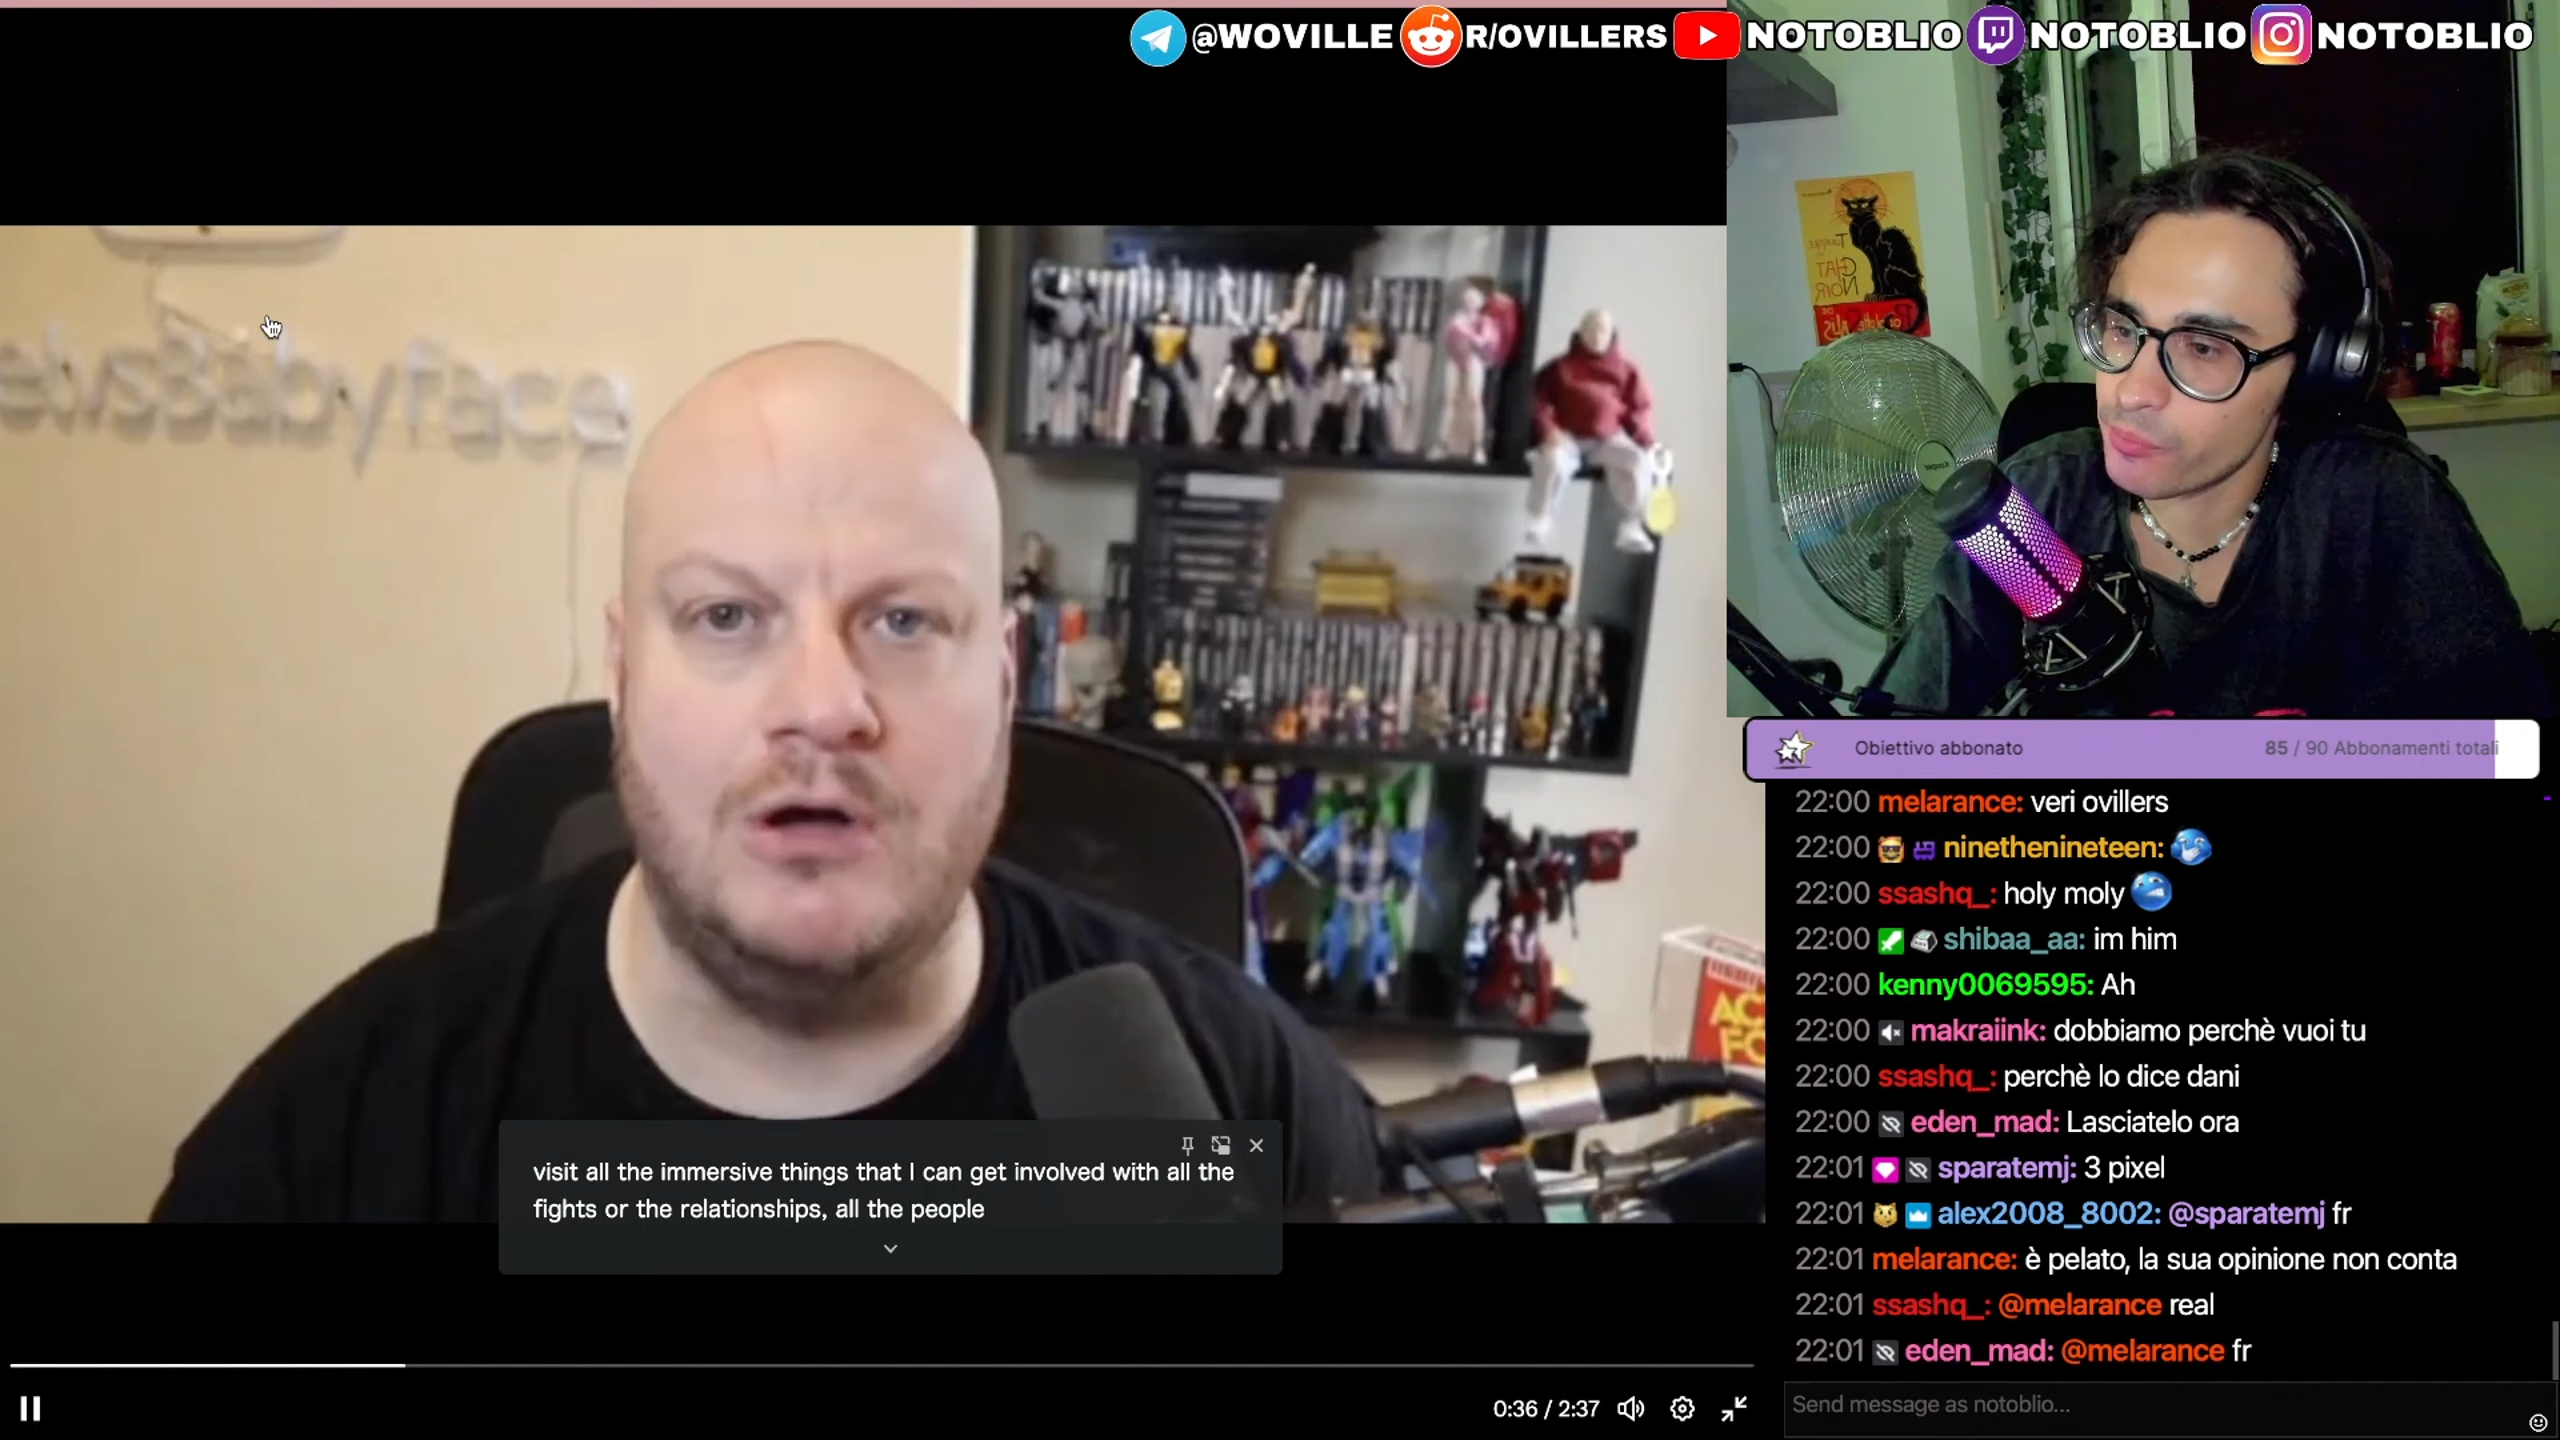 @WOVILLE R/OVILLERS NOTOBLIO NOTOBLIO NOTOBLIO
elvsBabyface
visit all the immersive things that I can get involved with all the
fights or the relationships, all the people
0:36 / 2:37
Obiettivo abbonato 85 / 90 Abbonamenti totali
22:00 melarance: veri ovillers
22:00 ninethenineteen:
22:00 ssashq_: holy moly
22:00 shibaa_aa: im him
22:00 kenny0069595: Ah
22:00 makraiink: dobbiamo perchè vuoi tu
22:00 ssashq_: perchè lo dice dani
22:00 eden_mad: Lasciatelo ora
22:01 sparatemj: 3 pixel
22:01 alex2008_8002: @sparatemj fr
22:01 melarance: è pelato, la sua opinione non conta
22:01 ssashq_: @melarance real
22:01 eden_mad: @melarance fr
Send message as notoblio...